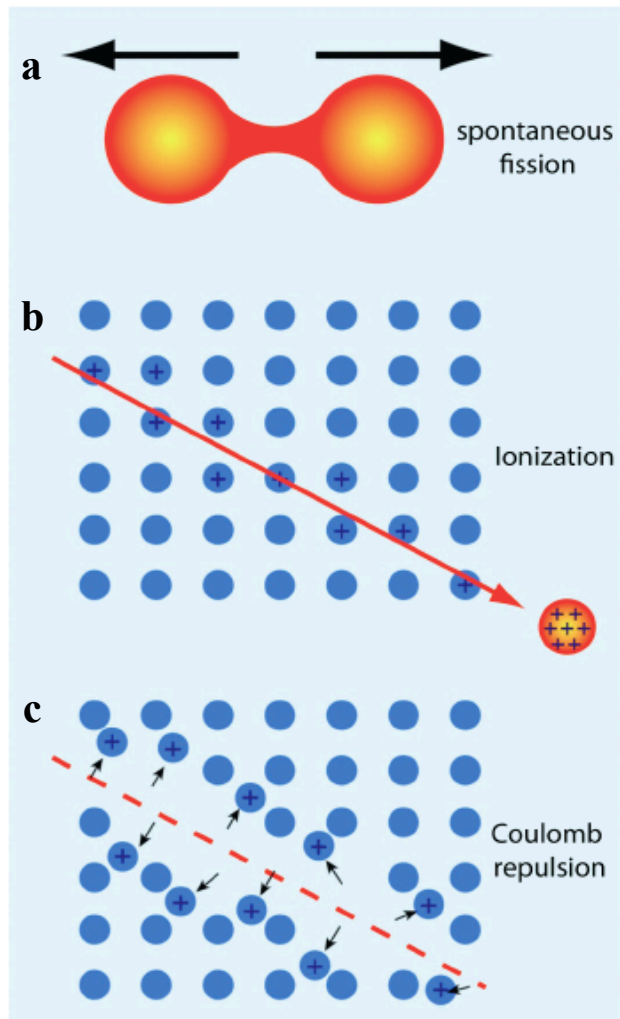 a
spontaneous
fission
b
Ionization
c
Coulomb
repulsion